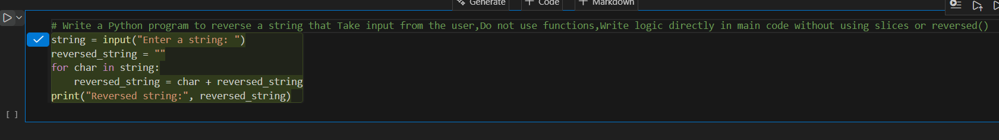 Generate + Code + Markdown
# Write a Python program to reverse a string that Take input from the user,Do not use functions,Write logic directly in main code without using slices or reversed()
string = input("Enter a string: ")
reversed_string = ""
for char in string:
    reversed_string = char + reversed_string
print("Reversed string:", reversed_string)
[ ]